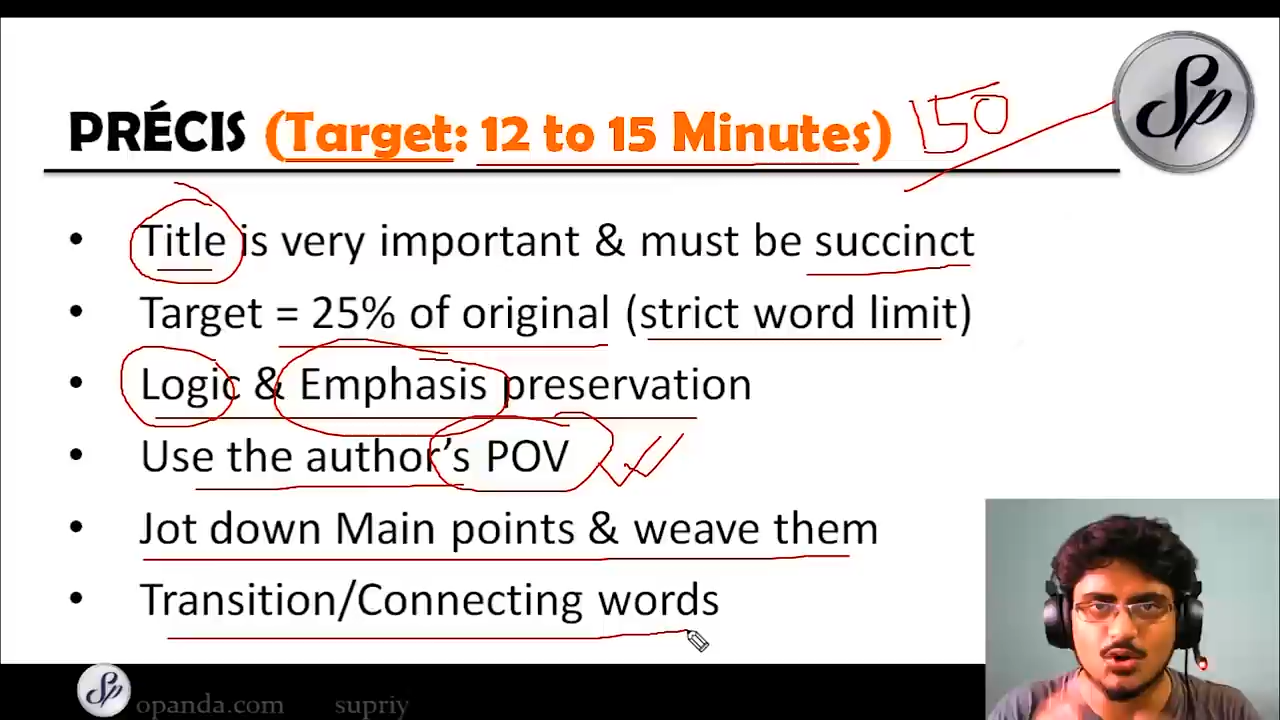 PRÉCIS (Target: 12 to 15 Minutes) 150
Sp
• Title is very important & must be succinct
• Target = 25% of original (strict word limit)
• Logic & Emphasis preservation
• Use the author's POV
• Jot down Main points & weave them
• Transition/Connecting words
Sp opanda.com supriy